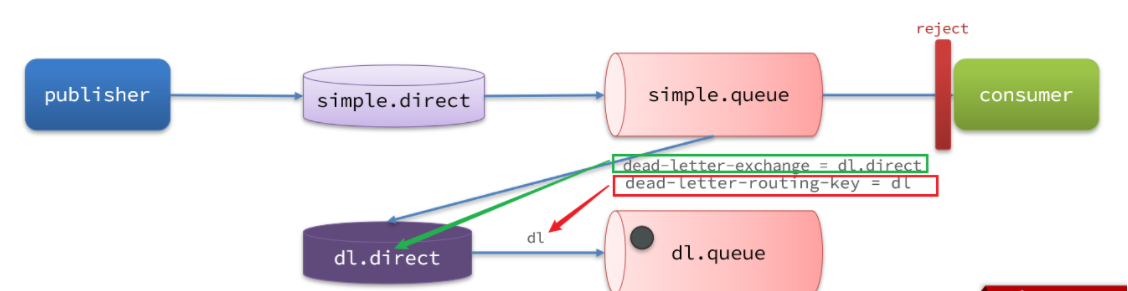 reject
publisher
simple.direct
simple.queue
consumer
dead-letter-exchange = dl.direct
dead-letter-routing-key = dl
dl
dl.direct
dl.queue